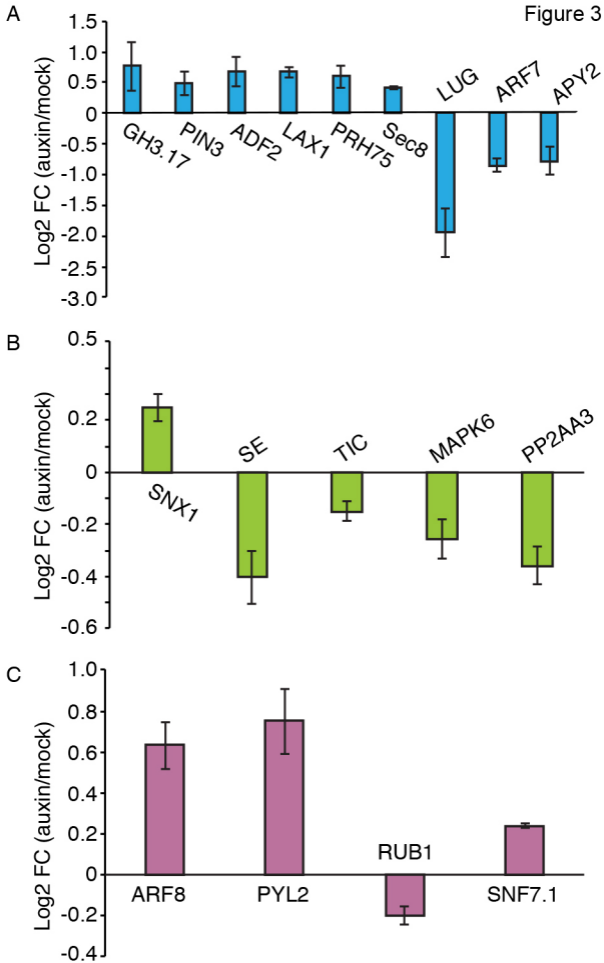 A
Figure 3
Log2 FC (auxin/mock)
1.5
1.0
0.5
0
-0.5
-1.0
-1.5
-2.0
-2.5
-3.0
GH3.17
PIN3
ADF2
LAX1
PRH75
Sec8
LUG
ARF7
APY2
B
Log2 FC (auxin/mock)
0.5
0.2
0
-0.2
-0.4
-0.6
SNX1
SE
TIC
MAPK6
PP2AA3
C
Log2 FC (auxin/mock)
1.0
0.8
0.6
0.4
0.2
0
-0.2
-0.4
ARF8
PYL2
RUB1
SNF7.1